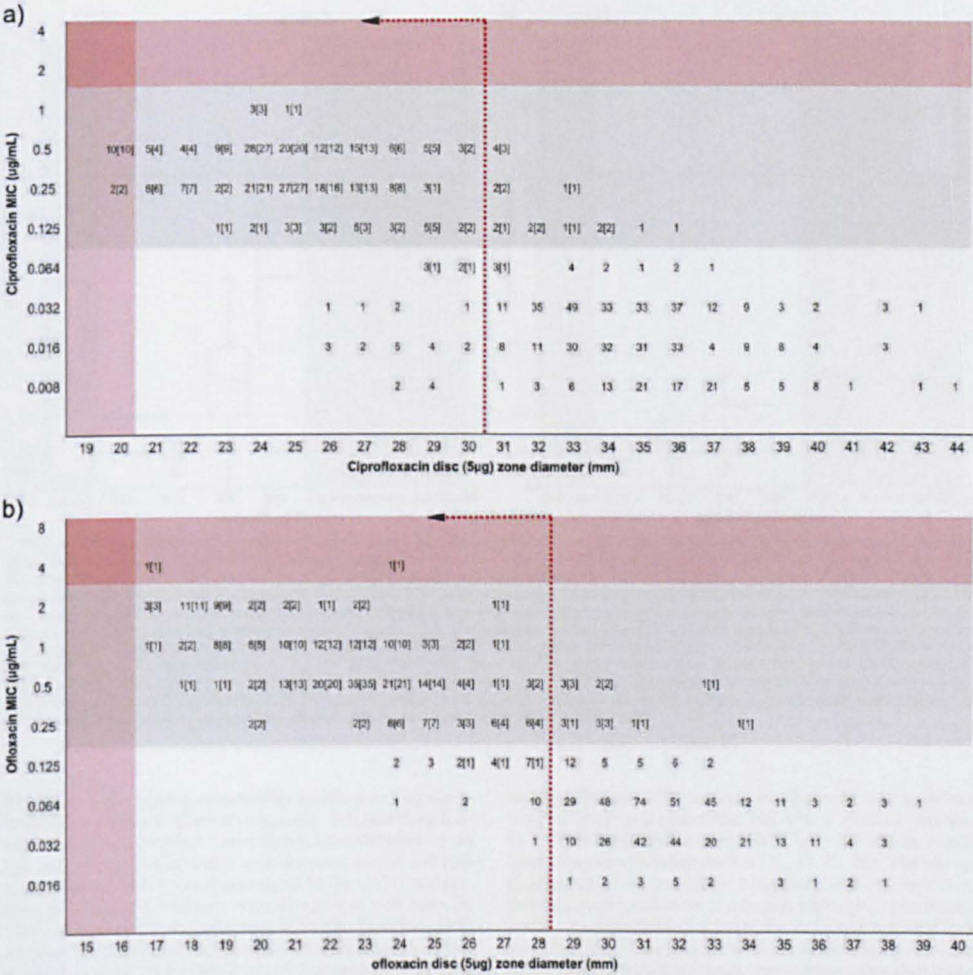 a)
4
2
1 3[3] 1[1]
0.5 10[10] 5[4] 4[4] 9[9] 28[27] 20[20] 12[12] 15[13] 6[6] 5[5] 3[2] 4[3]
0.25 2[2] 6[6] 7[7] 2[2] 21[21] 27[27] 18[16] 13[13] 8[8] 3[1] 2[2] 1[1]
0.125 1[1] 2[1] 3[3] 3[2] 5[3] 3[2] 5[5] 2[2] 2[1] 2[2] 1[1] 2[2] 1 1
0.064 3[1] 2[1] 3[1] 4 2 1 2 1
0.032 1 1 2 1 11 35 49 33 33 37 12 9 3 2 3 1
0.016 3 2 5 4 2 8 11 30 32 31 33 4 9 8 4 3
0.008 2 4 1 3 6 13 21 17 21 5 5 8 1 1 1
Ciprofloxacin MIC (µg/mL)
19 20 21 22 23 24 25 26 27 28 29 30 31 32 33 34 35 36 37 38 39 40 41 42 43 44
Ciprofloxacin disc (5µg) zone diameter (mm)
b)
8
4 1[1] 1[1]
2 3[3] 11[11] 9[9] 2[2] 2[2] 1[1] 2[2] 1[1]
1 1[1] 2[2] 8[8] 10[10] 12[12] 12[12] 10[10] 3[3] 2[2] 1[1]
0.5 1[1] 1[1] 2[2] 13[13] 20[20] 35[35] 21[21] 14[14] 4[4] 1[1] 3[2] 3[3] 2[2] 1[1]
0.25 2[2] 2[2] 6[6] 7[7] 3[3] 6[4] 6[4] 3[1] 3[3] 1[1] 1[1]
0.125 2 3 2[1] 4[1] 7[1] 12 5 5 6 2
0.064 1 2 10 29 48 74 51 45 12 11 3 2 3 1
0.032 1 10 26 42 44 20 21 13 11 4 3
0.016 1 2 3 5 2 3 1 2 1
Ofloxacin MIC (µg/mL)
15 16 17 18 19 20 21 22 23 24 25 26 27 28 29 30 31 32 33 34 35 36 37 38 39 40
ofloxacin disc (5ug) zone diameter (mm)